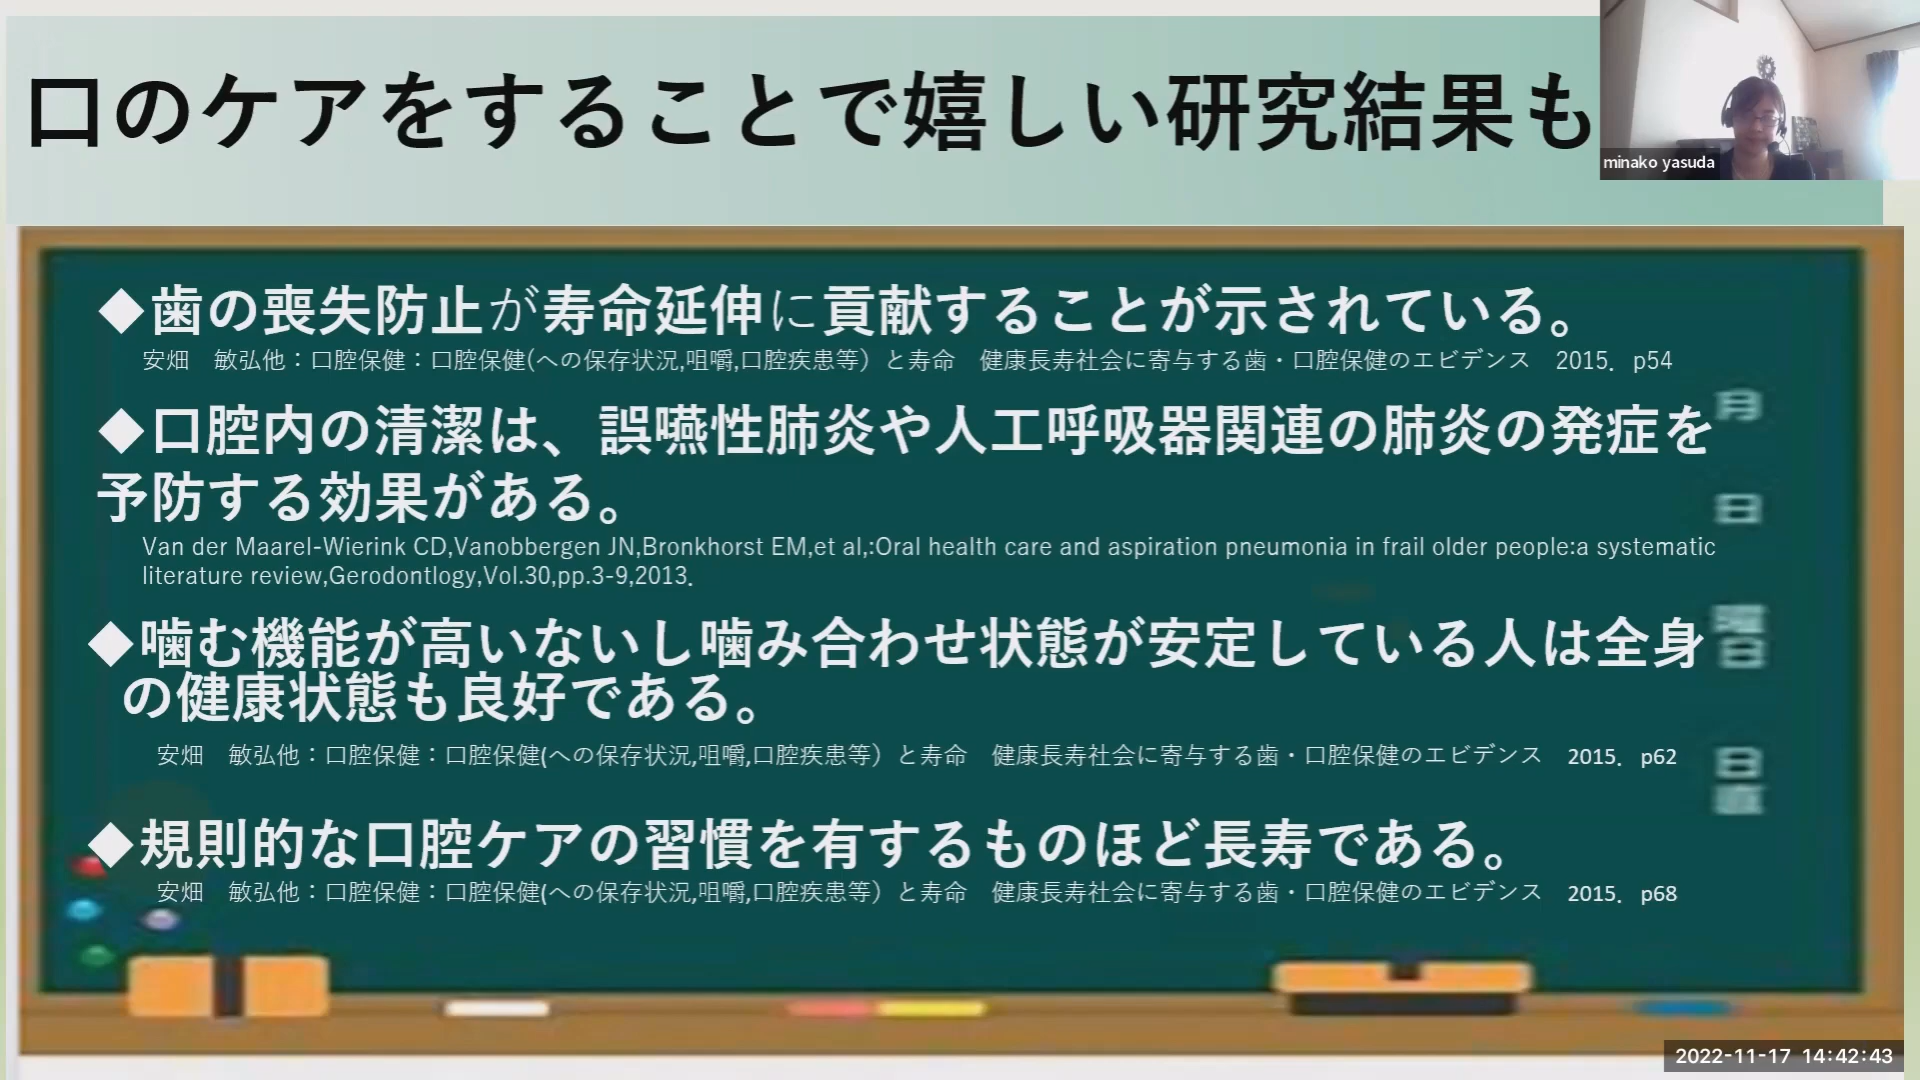 口のケアをすることで嬉しい研究結果も
minako yasuda
◆歯の喪失防止が寿命延伸に貢献することが示されている。
安畑　敏弘他：口腔保健：口腔保健(への保存状況,咀嚼,口腔疾患等）と寿命　健康長寿社会に寄与する歯・口腔保健のエビデンス　2015．p54
◆口腔内の清潔は、誤嚥性肺炎や人工呼吸器関連の肺炎の発症を
予防する効果がある。
Van der Maarel-Wierink CD,Vanobbergen JN,Bronkhorst EM,et al,:Oral health care and aspiration pneumonia in frail older people:a systematic
literature review,Gerodontlogy,Vol.30,pp.3-9,2013.
◆噛む機能が高いないし噛み合わせ状態が安定している人は全身
の健康状態も良好である。
安畑　敏弘他：口腔保健：口腔保健(への保存状況,咀嚼,口腔疾患等）と寿命　健康長寿社会に寄与する歯・口腔保健のエビデンス　2015．p62
◆規則的な口腔ケアの習慣を有するものほど長寿である。
安畑　敏弘他：口腔保健：口腔保健(への保存状況,咀嚼,口腔疾患等）と寿命　健康長寿社会に寄与する歯・口腔保健のエビデンス　2015．p68
月
日
曜日
日直
2022-11-17 14:42:43